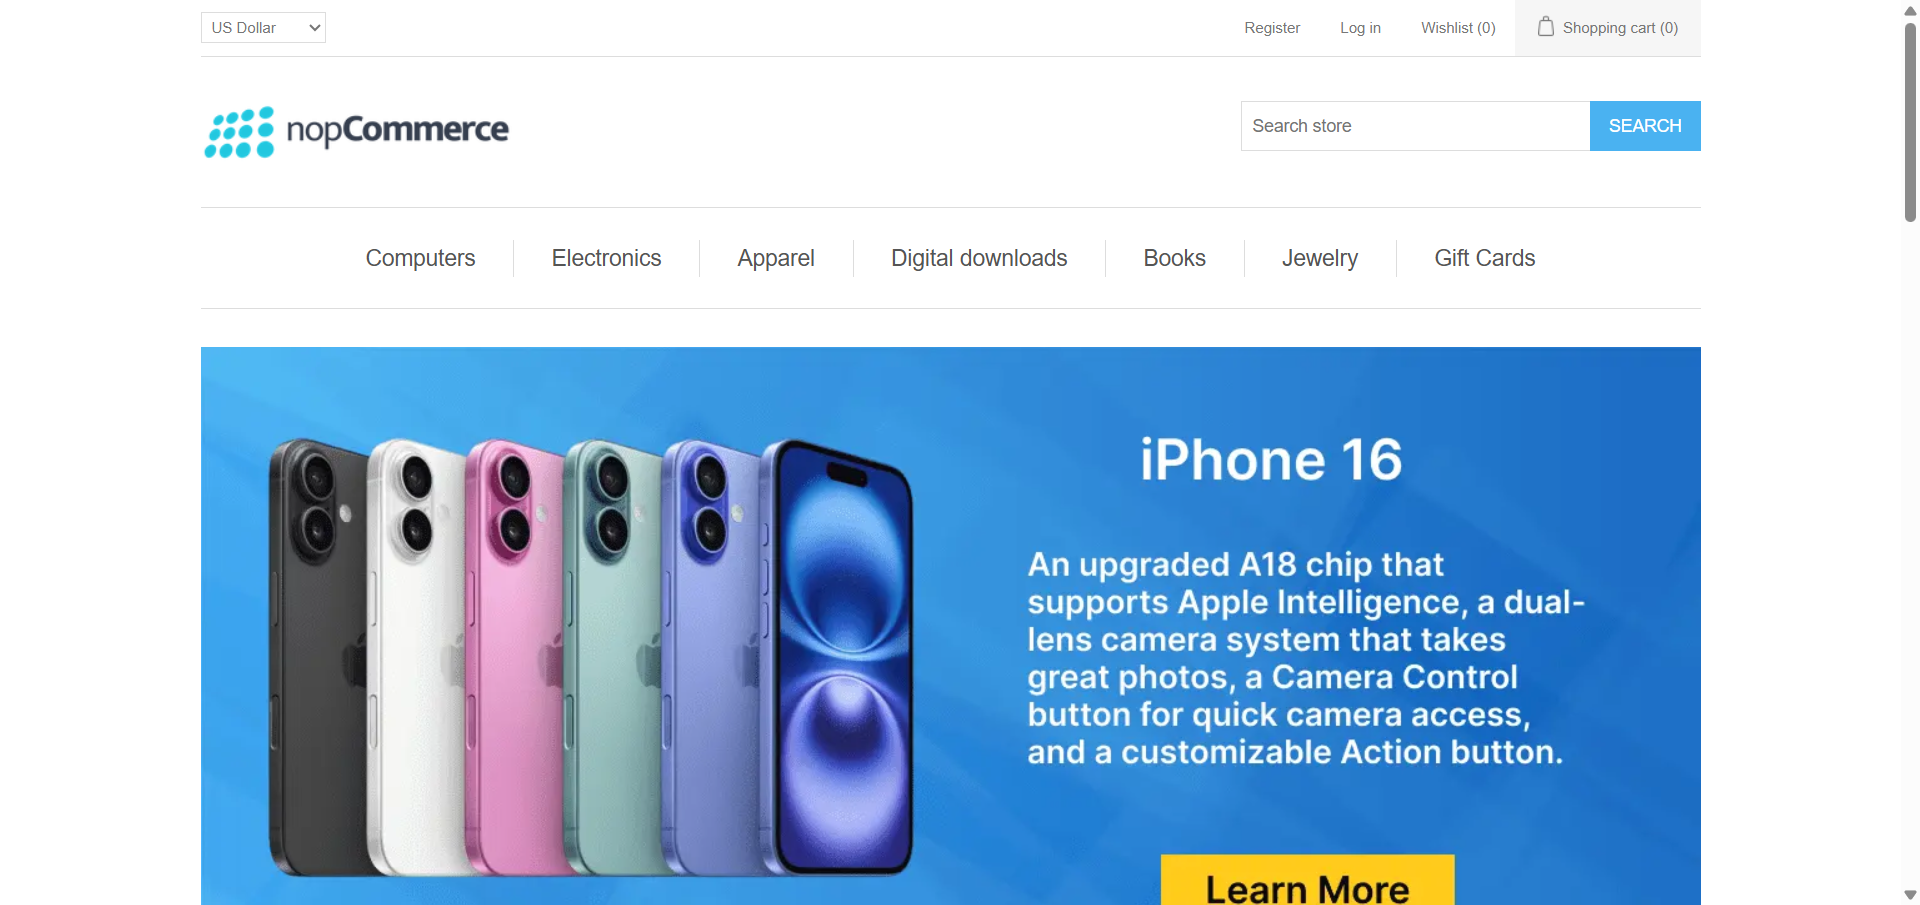 US Dollar
Register
Log in
Wishlist (0)
Shopping cart (0)
nopCommerce
Search store
SEARCH
Computers
Electronics
Apparel
Digital downloads
Books
Jewelry
Gift Cards
iPhone 16
An upgraded A18 chip that
supports Apple Intelligence, a dual-
lens camera system that takes
great photos, a Camera Control
button for quick camera access,
and a customizable Action button.
Learn More